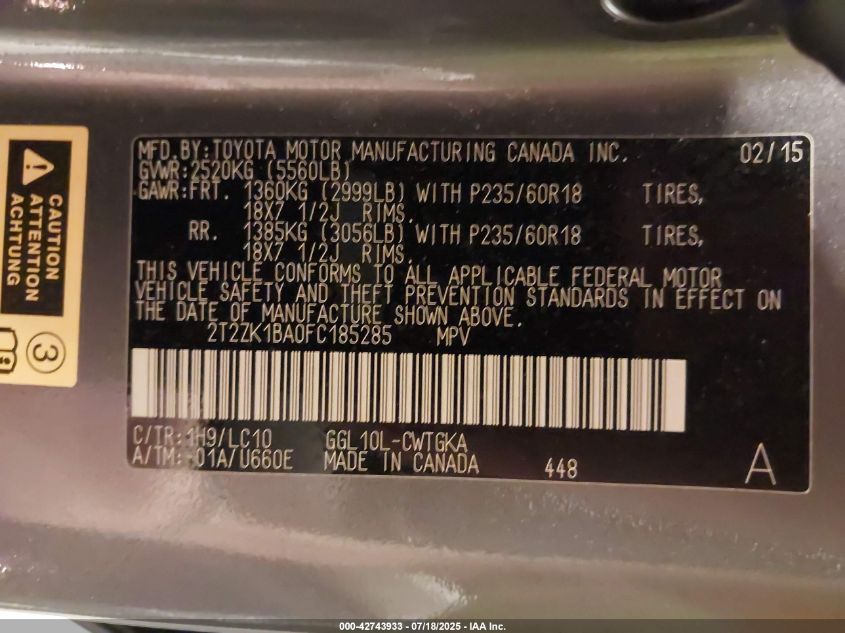 MFD.BY:TOYOTA MOTOR MANUFACTURING CANADA INC. 02/15
GVWR:2520KG (5560LB)
GAWR:FRT. 1360KG (2999LB) WITH P235/60R18 TIRES,
18X7 1/2J RIMS.
RR. 1385KG (3056LB) WITH P235/60R18 TIRES,
18X7 1/2J RIMS.
THIS VEHICLE CONFORMS TO ALL APPLICABLE FEDERAL MOTOR
VEHICLE SAFETY AND THEFT PREVENTION STANDARDS IN EFFECT ON
THE DATE OF MANUFACTURE SHOWN ABOVE.
2T2ZK1BA0FC185285 MPV
C/TR:1H9/LC10 GGL10L-CWTGKA
A/TM:-01A/U660E MADE IN CANADA 448 A
CAUTION
ATTENTION
ACHTUNG
3
000-42743933 - 07/18/2025 - IAA Inc.